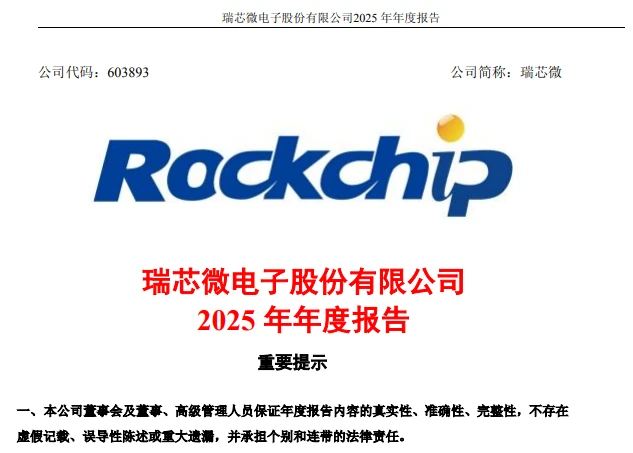 瑞芯微电子股份有限公司2025 年年度报告
公司代码：603893 公司简称：瑞芯微
Rockchip
瑞芯微电子股份有限公司
2025 年年度报告
重要提示
一、本公司董事会及董事、高级管理人员保证年度报告内容的真实性、准确性、完整性，不存在
虚假记载、误导性陈述或重大遗漏，并承担个别和连带的法律责任。